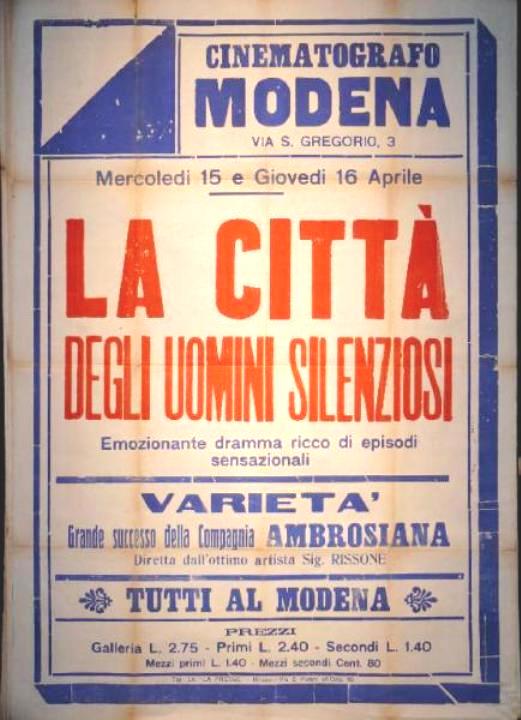 CINEMATOGRAFO
MODENA
VIA S. GREGORIO, 3
Mercoledì 15 e Giovedì 16 Aprile
LA CITTÀ
DEGLI UOMINI SILENZIOSI
Emozionante dramma ricco di episodi
sensazionali
VARIETA'
Grande successo della Compagnia AMBROSIANA
Diretta dall'ottimo artista Sig. RISSONE
TUTTI AL MODENA
PREZZI
Galleria L. 2.75 - Primi L. 2.40 - Secondi L. 1.40
Mezzi primi L. 1.40 - Mezzi secondi Cent. 80